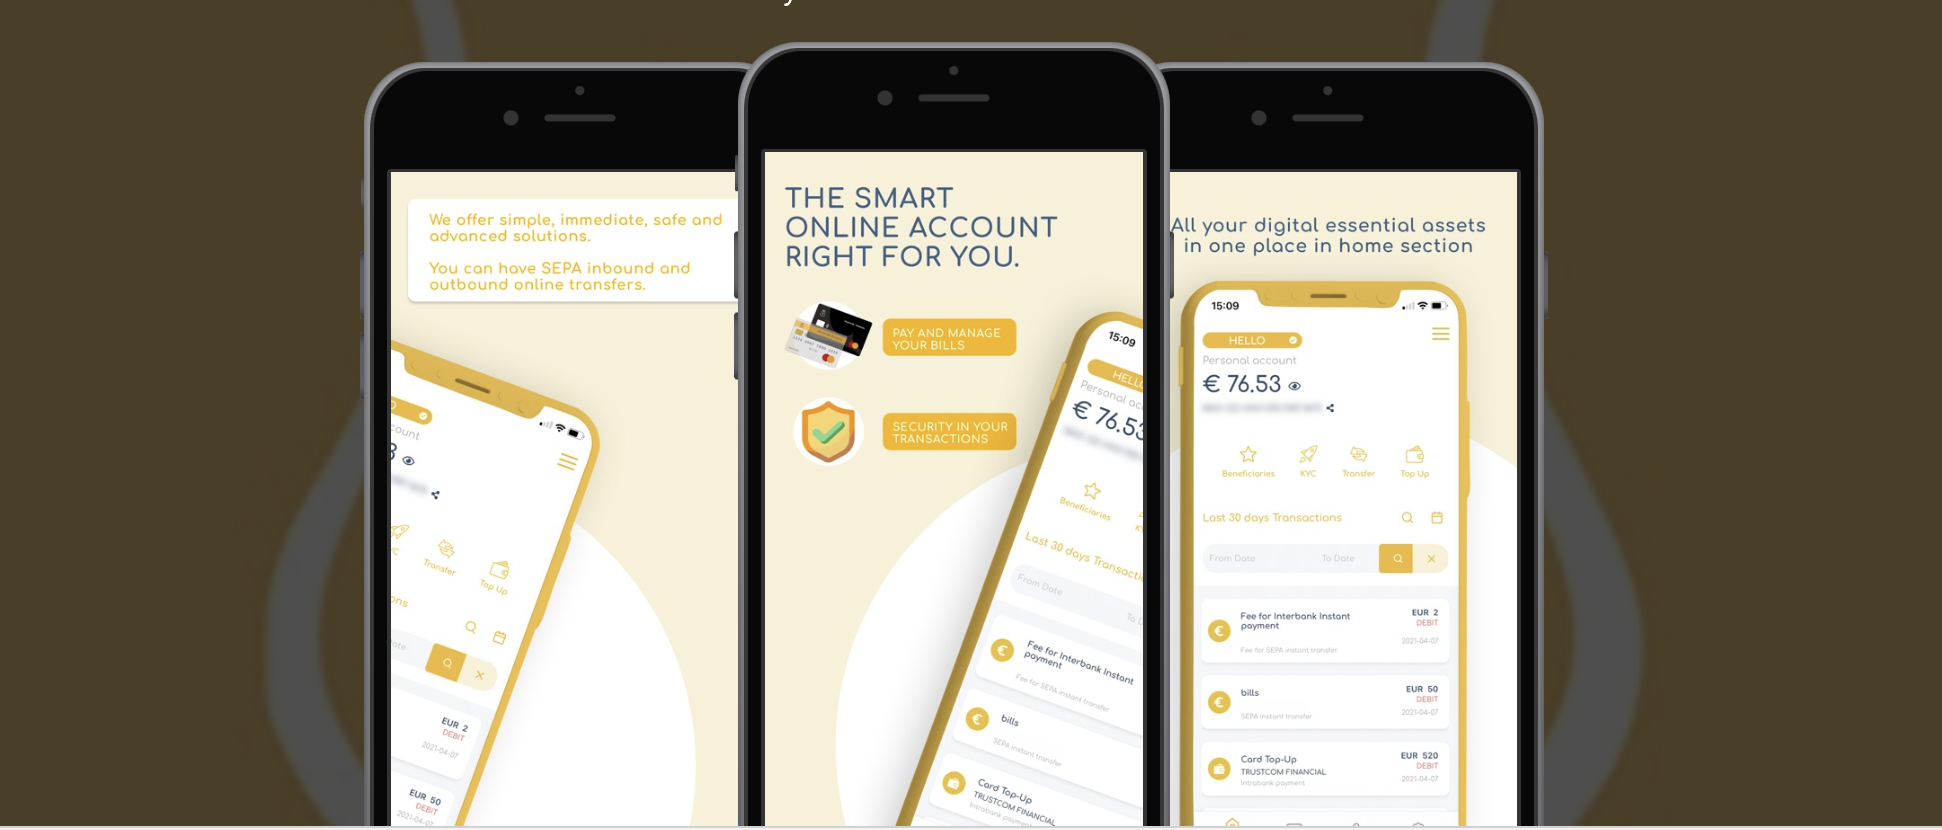 We offer simple, immediate, safe and
advanced solutions.
You can have SEPA inbound and
outbound online transfers.
count
Transfer
Top Up
ons
EUR 2
DEBIT
2021-04-07
EUR 50
DEBIT
2021-04-07
THE SMART
ONLINE ACCOUNT
RIGHT FOR YOU.
PAY AND MANAGE
YOUR BILLS
SECURITY IN YOUR
TRANSACTIONS
15:09
HELLO
Personal acc
€ 76.53
Beneficiaries
Last 30 days Transactio
From Date
To D
Fee for Interbank Instant
payment
Fee for SEPA instant transfer
bills
SEPA instant transfer
Card Top-Up
TRUSTCOM FINANCIAL
Intrabank payment
All your digital essential assets
in one place in home section
15:09
HELLO
Personal account
€ 76.53
Beneficiaries KYC Transfer Top Up
Last 30 days Transactions
From Date To Date
Fee for Interbank Instant EUR 2
payment DEBIT
2021-04-07
Fee for SEPA instant transfer
bills EUR 50
DEBIT
SEPA instant transfer 2021-04-07
Card Top-Up EUR 520
TRUSTCOM FINANCIAL DEBIT
Intrabank payment 2021-04-07